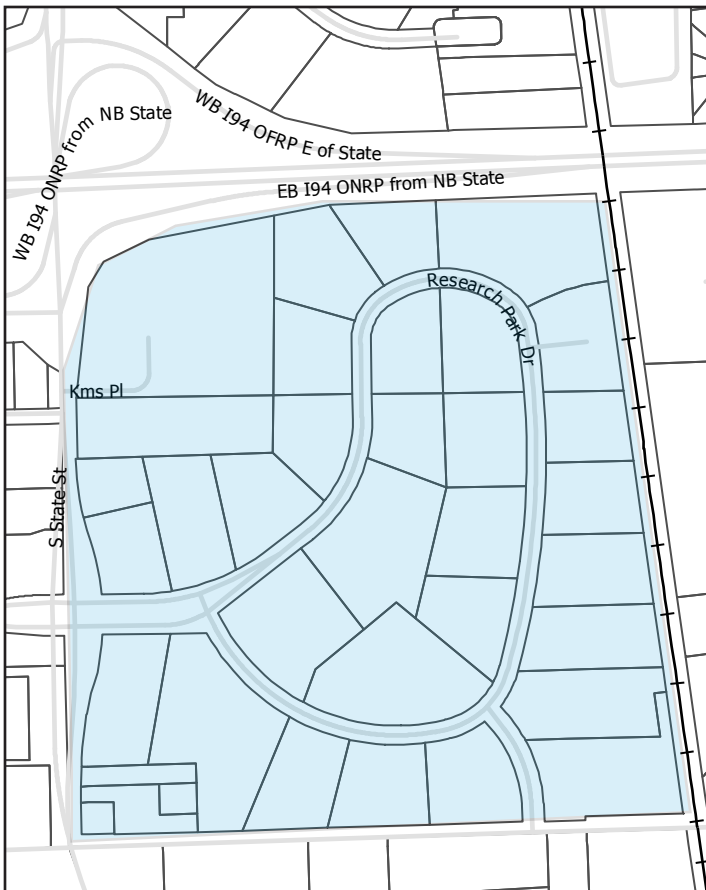 WB I94 ONRP from NB State
WB I94 OFRP E of State
EB I94 ONRP from NB State
Research Park Dr
Kms Pl
S State St